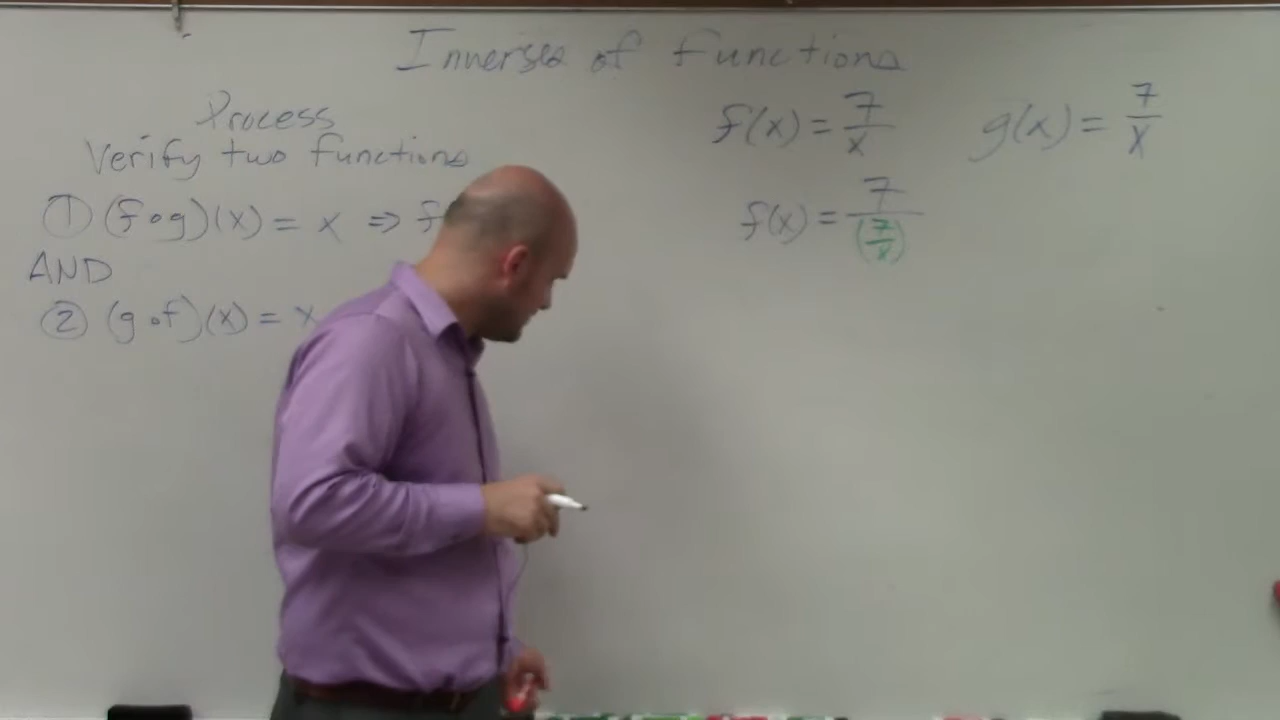 Inverse of functions
Process
Verify two functions
① (f∘g)(x) = x ⇒ f
AND
② (g∘f)(x) = x
f(x) = 7/x
g(x) = 7/x
f(x) = 7/(7/x)